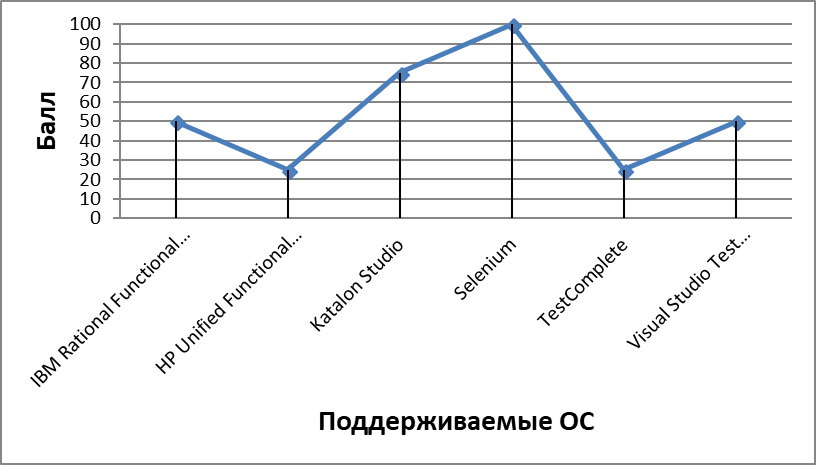 100
90
80
70
60
50
40
30
20
10
0
Балл
IBM Rational Functional...
HP Unified Functional...
Katalon Studio
Selenium
TestComplete
Visual Studio Test...
Поддерживаемые ОС